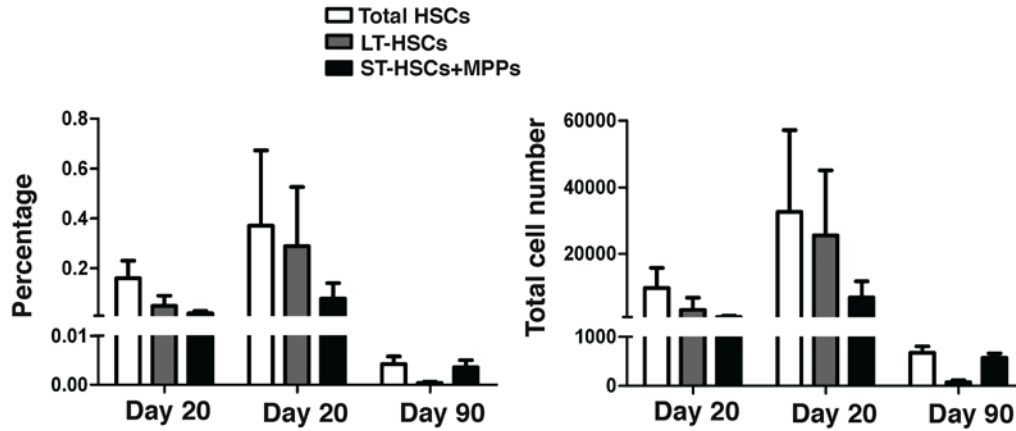 Total HSCs
LT-HSCs
ST-HSCs+MPPs
Percentage
0.8
0.6
0.4
0.2
0.01
0.00
Day 20
Day 20
Day 90
Total cell number
60000
40000
20000
1000
0
Day 20
Day 20
Day 90